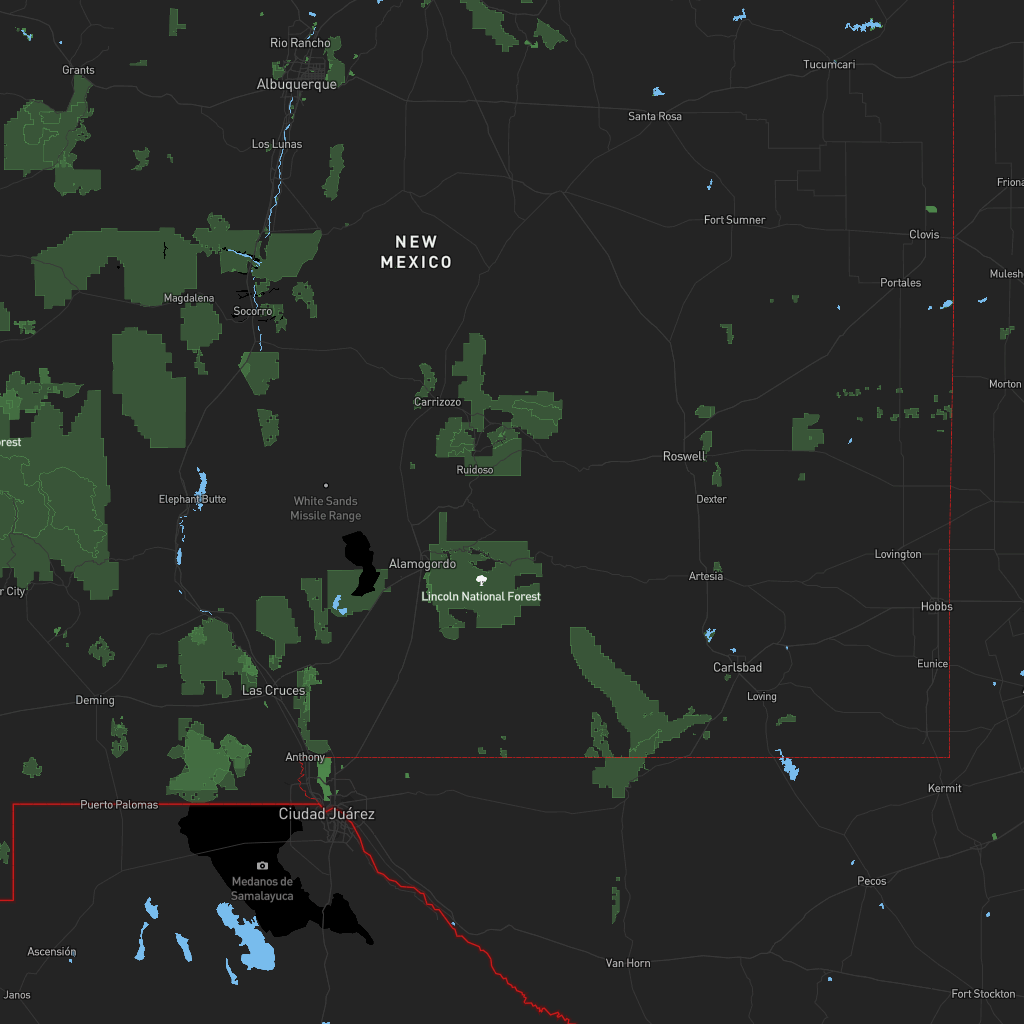 Rio Rancho
Grants
Albuquerque
Tucumcari
Santa Rosa
Los Lunas
Friona
Fort Sumner
Clovis
NEW
MEXICO
Mulesh
Portales
Magdalena
Socorro
Morton
Carrizozo
orest
Roswell
Ruidoso
Elephant Butte
White Sands
Missile Range
Dexter
Lovington
Alamogordo
Artesia
r City
Lincoln National Forest
Hobbs
Eunice
Carlsbad
Las Cruces
Loving
Deming
Anthony
Kermit
Puerto Palomas
Ciudad Juárez
Medanos de
Samalayuca
Pecos
Ascensión
Van Horn
Janos
Fort Stockton